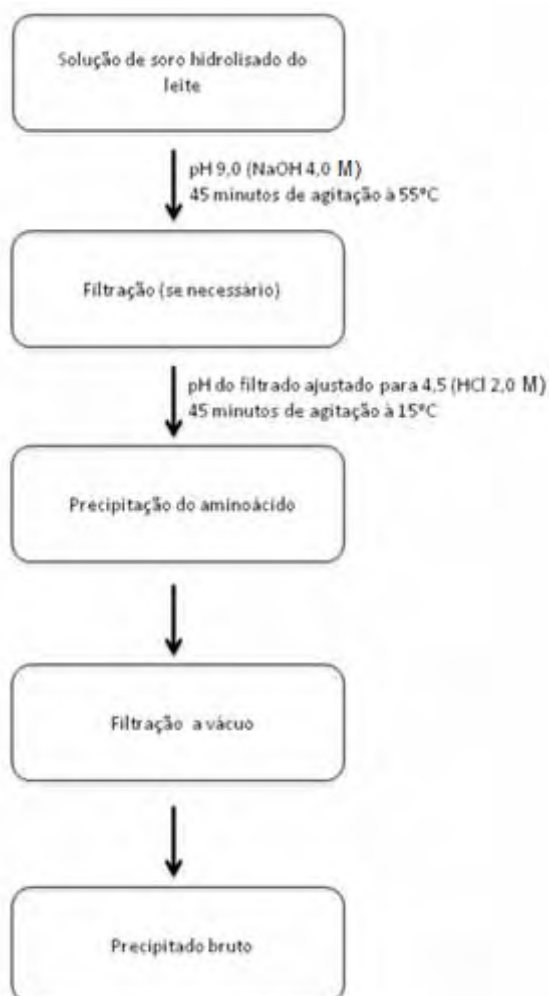 Solução de soro hidrolisado do
leite
pH 9,0 (NaOH 4,0 M)
45 minutos de agitação à 55°C
Filtração (se necessário)
pH do filtrado ajustado para 4,5 (HCl 2,0 M)
45 minutos de agitação à 15°C
Precipitação do aminoácido
Filtração a vácuo
Precipitado bruto